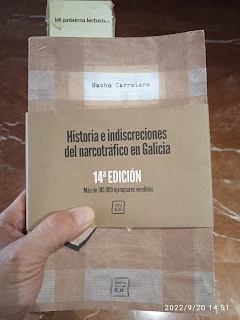 Mi próxima lectura...
Nacho Carretero
Historia e indiscreciones
del narcotráfico en Galicia
14ª EDICIÓN
Más de 100.000 ejemplares vendidos
K.O.
2022/9/20 14:51